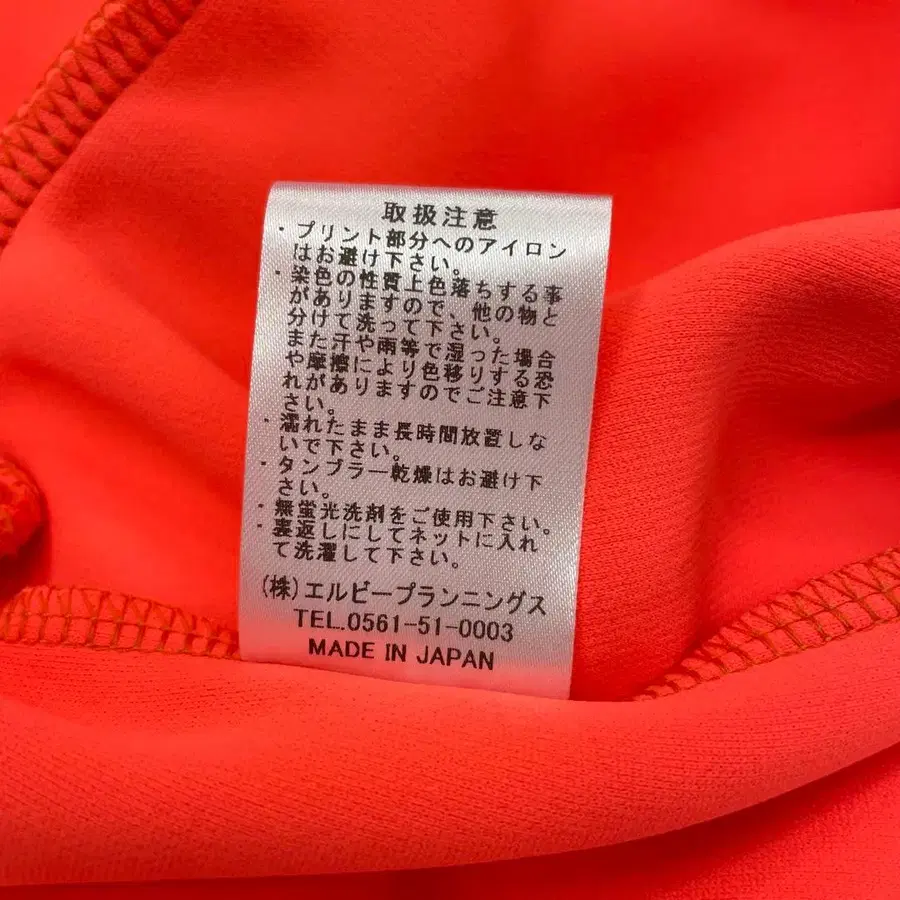 取扱注意
・プリント部分へのアイロン
はお避け下さい。
・染色の性質上色落ちする事
がありますので、他の物と
分けて洗って下さい。
また汗や雨等で湿った場合
や摩擦により色移りする恐
れがありますのでご注意下
さい。
・濡れたまま長時間放置しな
いで下さい。
・タンブラー乾燥はお避け下
さい。
・無蛍光洗剤をご使用下さい。
・裏返しにしてネットに入れ
て洗濯して下さい。
(株)エルビープランニングス
TEL.0561-51-0003
MADE IN JAPAN